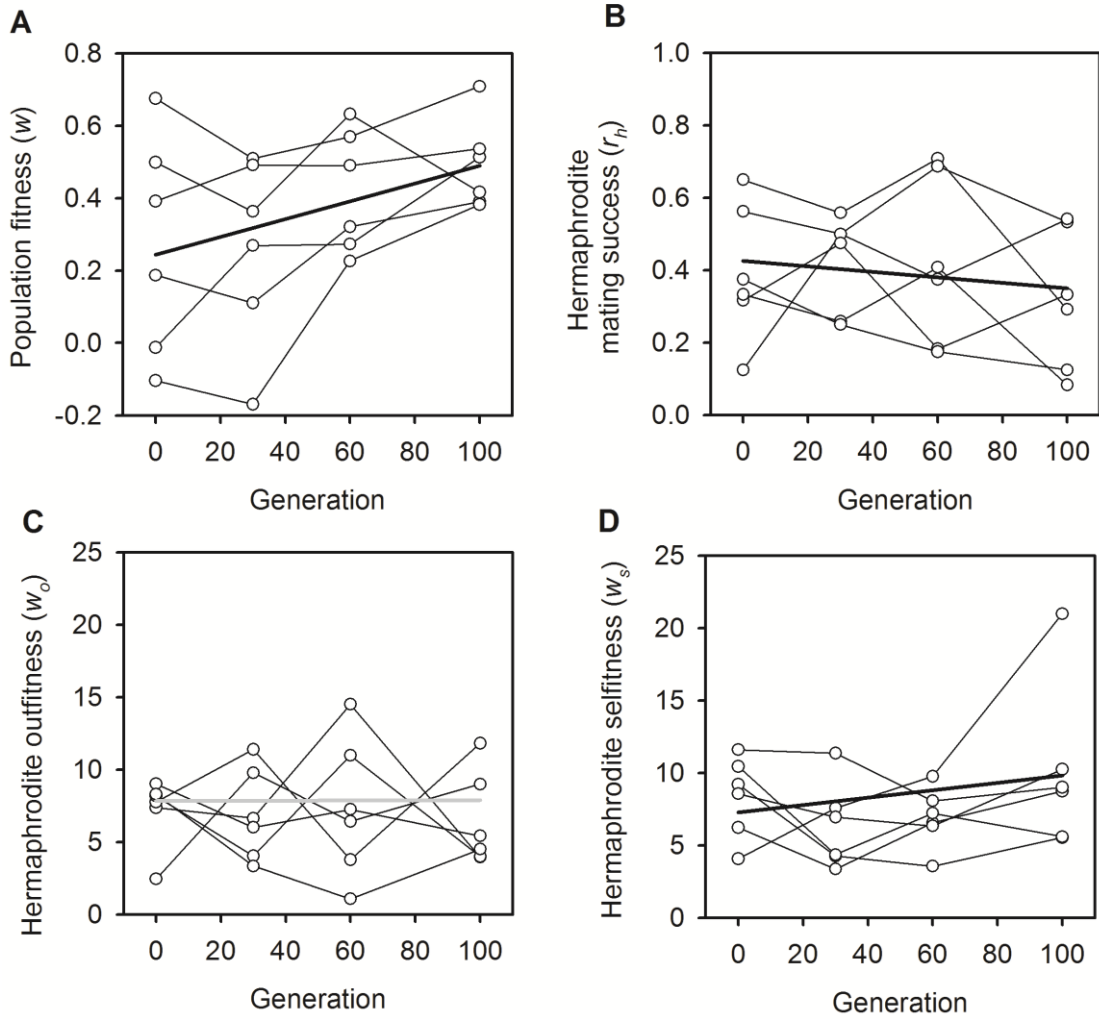 A
Population fitness (w)
0.8
0.6
0.4
0.2
0.0
-0.2
0 20 40 60 80 100
Generation
B
Hermaphrodite
mating success (r_h)
1.0
0.8
0.6
0.4
0.2
0.0
0 20 40 60 80 100
Generation
C
Hermaphrodite outfitness (w_o)
25
20
15
10
5
0
0 20 40 60 80 100
Generation
D
Hermaphrodite selfitness (w_s)
25
20
15
10
5
0
0 20 40 60 80 100
Generation